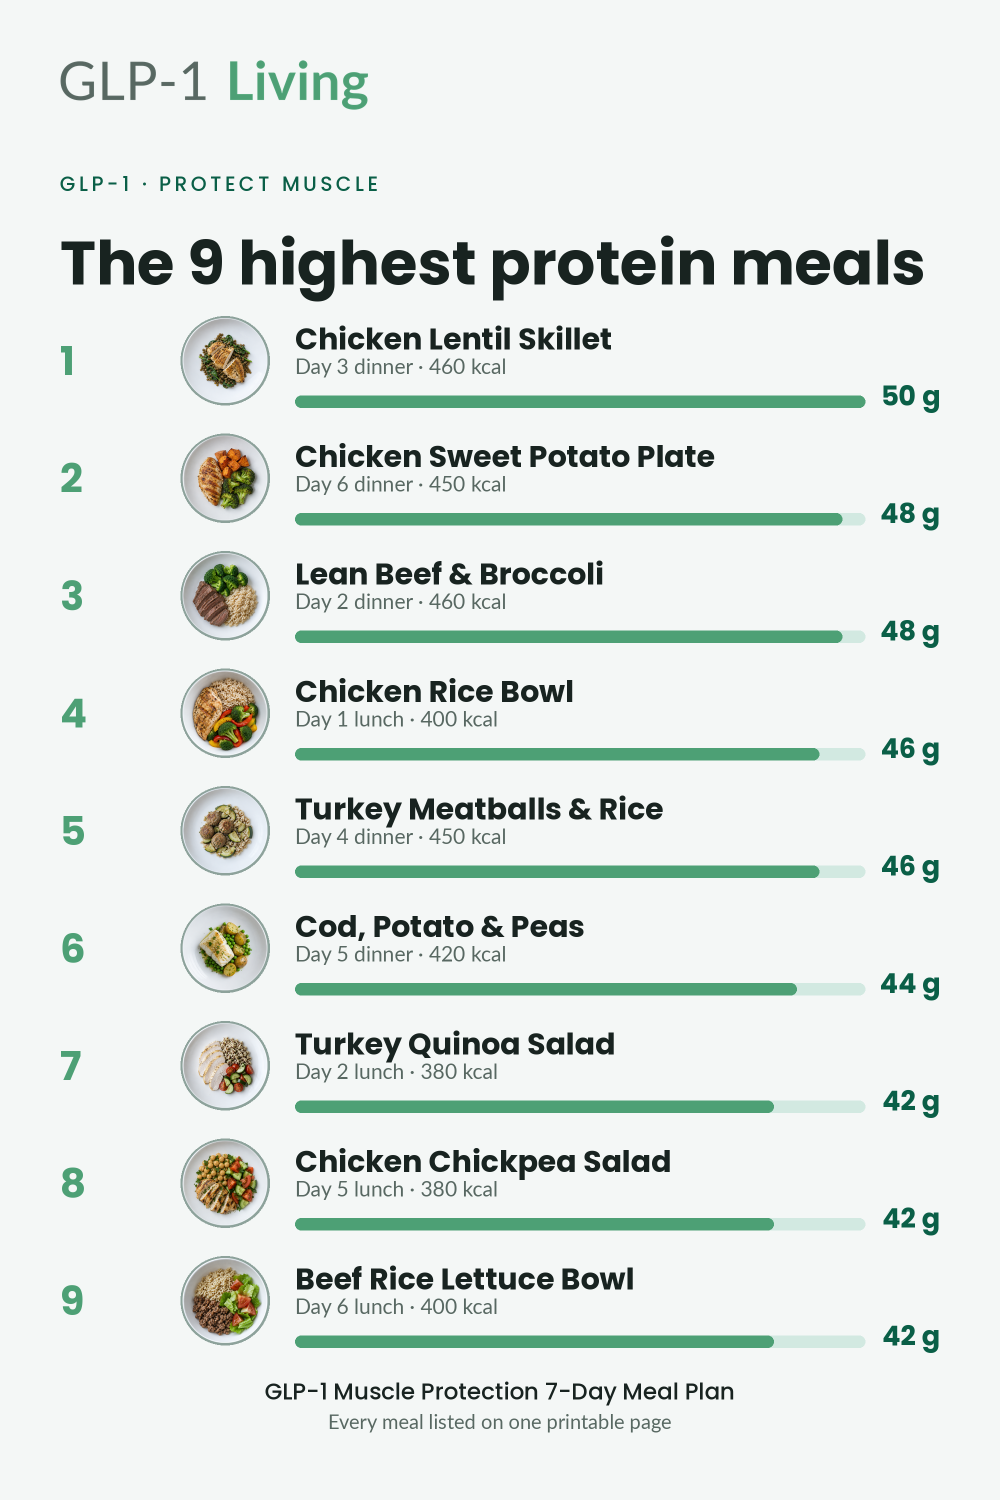 GLP-1 Living
GLP-1 · PROTECT MUSCLE
The 9 highest protein meals
1
Chicken Lentil Skillet
Day 3 dinner · 460 kcal
50 g
2
Chicken Sweet Potato Plate
Day 6 dinner · 450 kcal
48 g
3
Lean Beef & Broccoli
Day 2 dinner · 460 kcal
48 g
4
Chicken Rice Bowl
Day 1 lunch · 400 kcal
46 g
5
Turkey Meatballs & Rice
Day 4 dinner · 450 kcal
46 g
6
Cod, Potato & Peas
Day 5 dinner · 420 kcal
44 g
7
Turkey Quinoa Salad
Day 2 lunch · 380 kcal
42 g
8
Chicken Chickpea Salad
Day 5 lunch · 380 kcal
42 g
9
Beef Rice Lettuce Bowl
Day 6 lunch · 400 kcal
42 g
GLP-1 Muscle Protection 7-Day Meal Plan
Every meal listed on one printable page